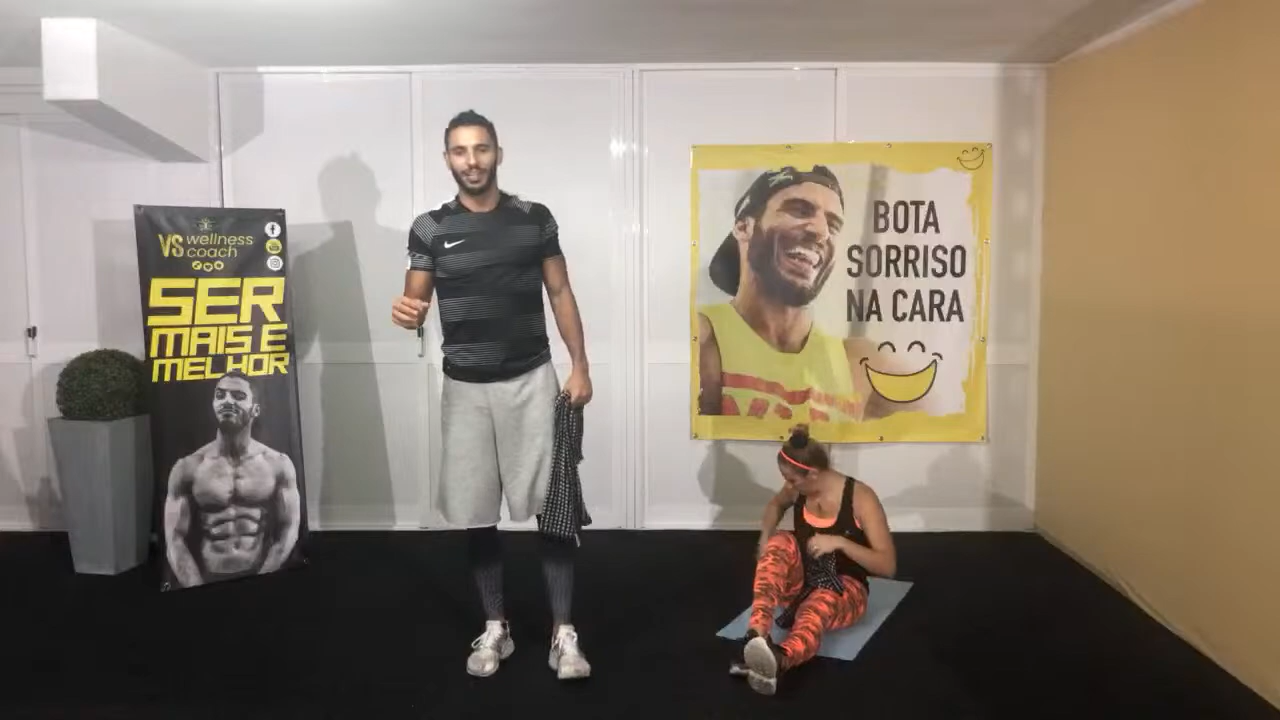 VS wellness
coach
SER
MAIS E
MELHOR
BOTA
SORRISO
NA CARA